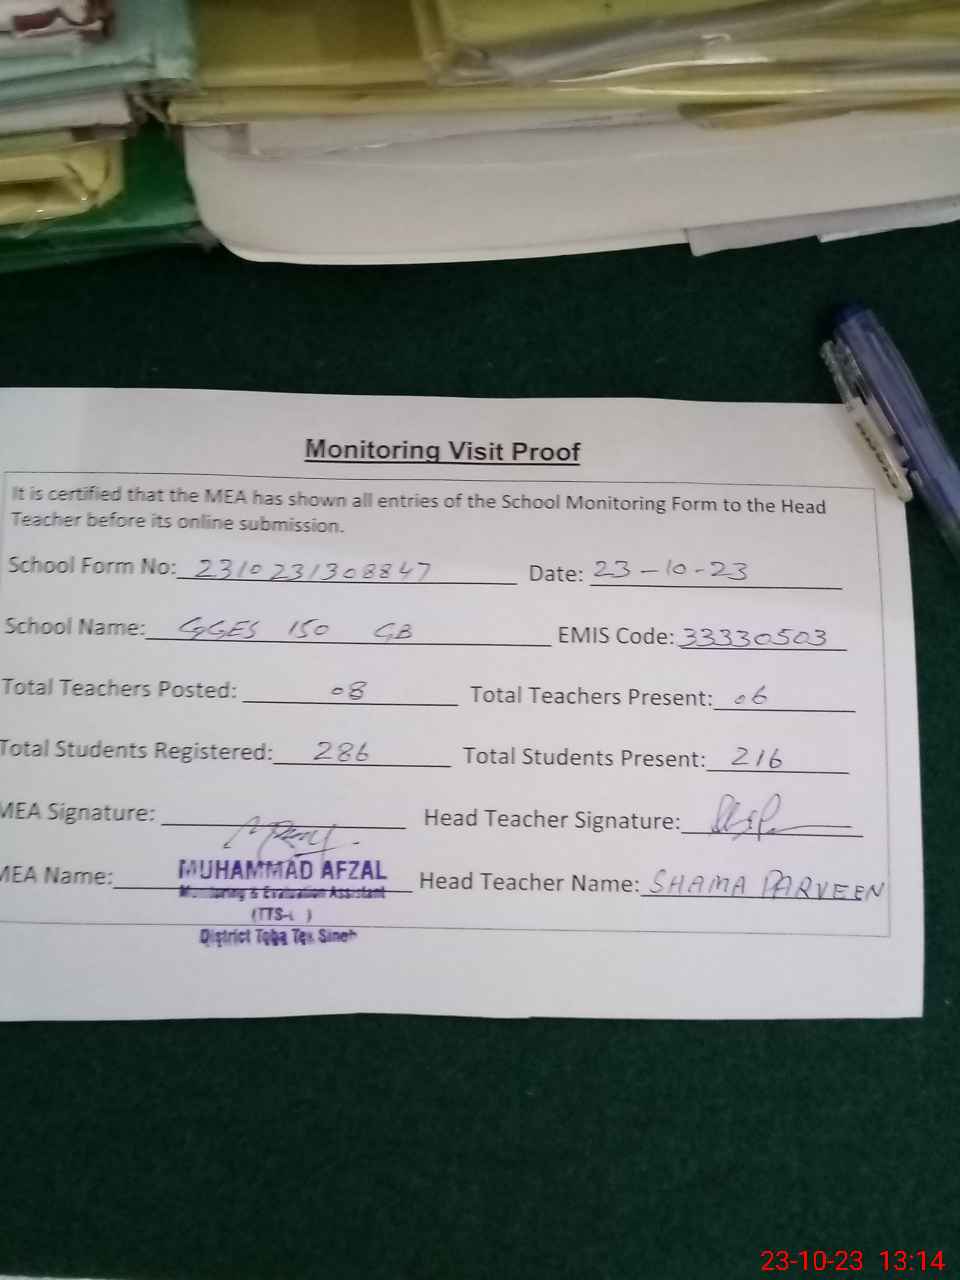 Monitoring Visit Proof
It is certified that the MEA has shown all entries of the School Monitoring Form to the Head
Teacher before its online submission.
School Form No: 2310231308847 Date: 23-10-23
School Name: GGES 150 GB EMIS Code: 33330503
Total Teachers Posted: 08 Total Teachers Present: 06
Total Students Registered: 286 Total Students Present: 216
MEA Signature: Head Teacher Signature:
MEA Name: MUHAMMAD AFZAL Head Teacher Name: SHAMA PARVEEN
Monitoring & Evaluation Assistant
(TTS- )
District Toba Tek Singh
23-10-23 13:14